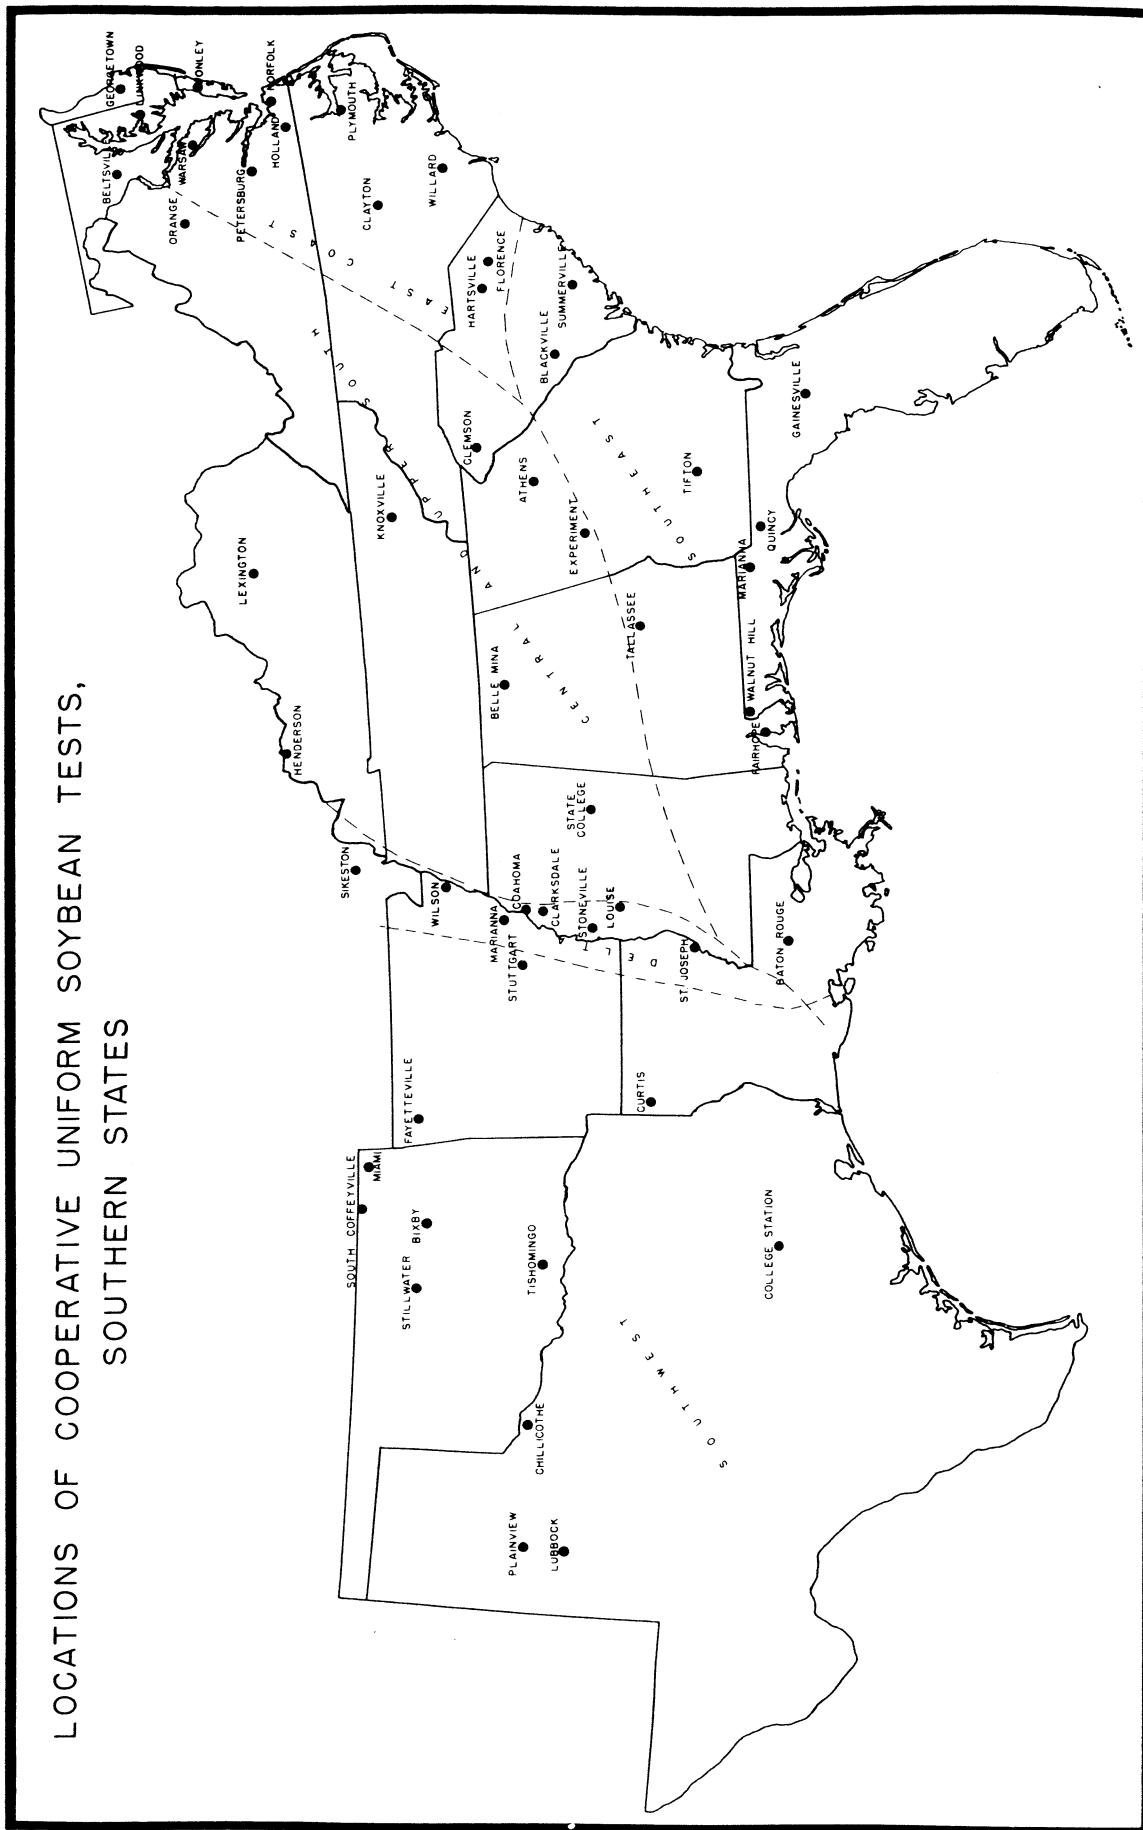 LOCATIONS OF COOPERATIVE UNIFORM SOYBEAN TESTS,
SOUTHERN STATES
GEORGETOWN
LINKWOOD
ONLEY
NORFOLK
BELTSVILLE
WARSAW
HOLLAND
PLYMOUTH
ORANGE
PETERSBURG
CLAYTON
WILLARD
EAST COAST
HARTSVILLE
FLORENCE
SUMMERVILLE
BLACKVILLE
CLEMSON
GAINESVILLE
UPPER SOUTH
AND
CENTRAL
KNOXVILLE
ATHENS
TIFTON
SOUTHEAST
EXPERIMENT
QUINCY
MARIANNA
LEXINGTON
TALLASSEE
BELLE MINA
WALNUT HILL
FAIRHOPE
HENDERSON
STATE
COLLEGE
SIKESTON
WILSON
COAHOMA
CLARKSDALE
STONEVILLE
LOUISE
MARIANNA
STUTTGART
DELTA
ST. JOSEPH
BATON ROUGE
FAYETTEVILLE
CURTIS
SOUTH COFFEYVILLE
MIAMI
BIXBY
STILLWATER
TISHOMINGO
COLLEGE STATION
SOUTHWEST
CHILLICOTHE
PLAINVIEW
LUBBOCK